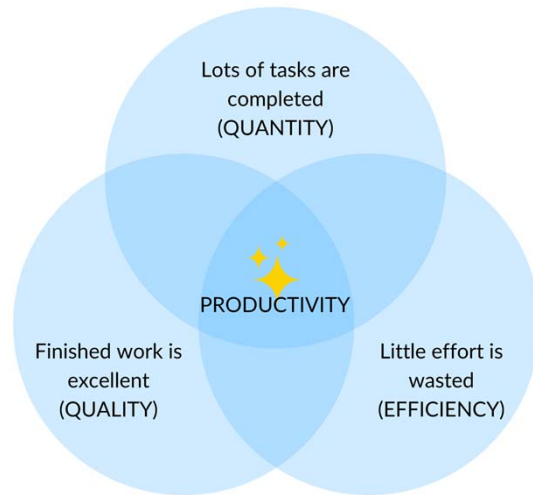 Lots of tasks are
completed
(QUANTITY)
PRODUCTIVITY
Finished work is
excellent
(QUALITY)
Little effort is
wasted
(EFFICIENCY)